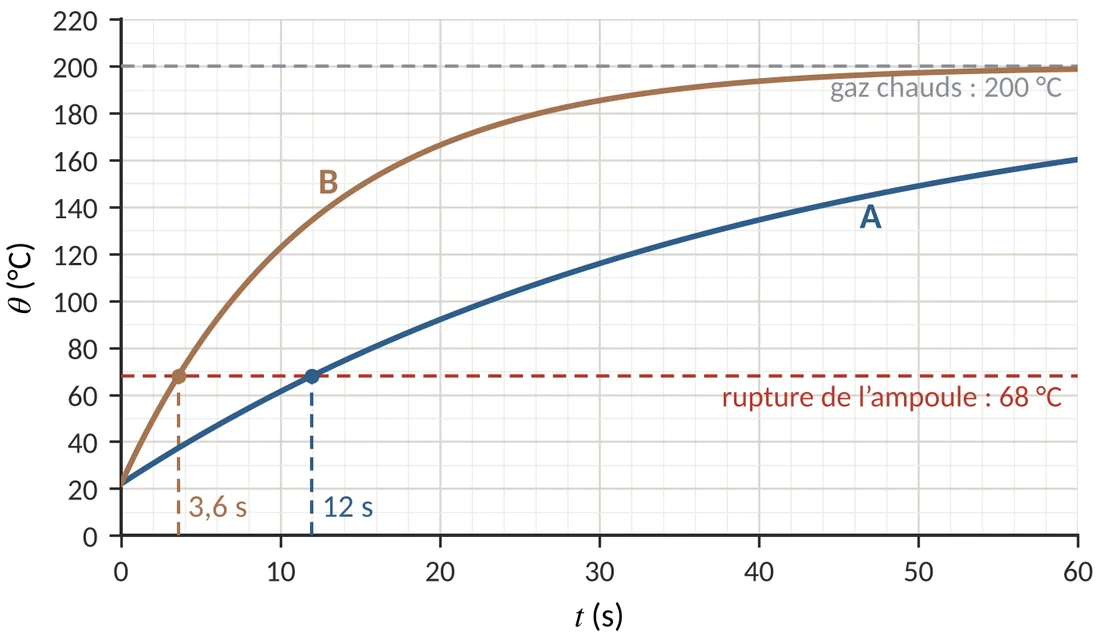 220
200
gaz chauds : 200 °C
180
160
B
140
A
120
θ (°C)
100
80
rupture de l’ampoule : 68 °C
60
40
20
3,6 s
12 s
0
0 10 20 30 40 50 60
t (s)